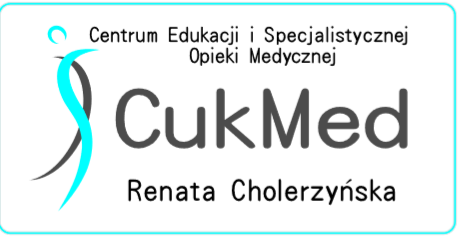 Centrum Edukacji i Specjalistycznej
Opieki Medycznej
CukMed
Renata Cholerzyńska